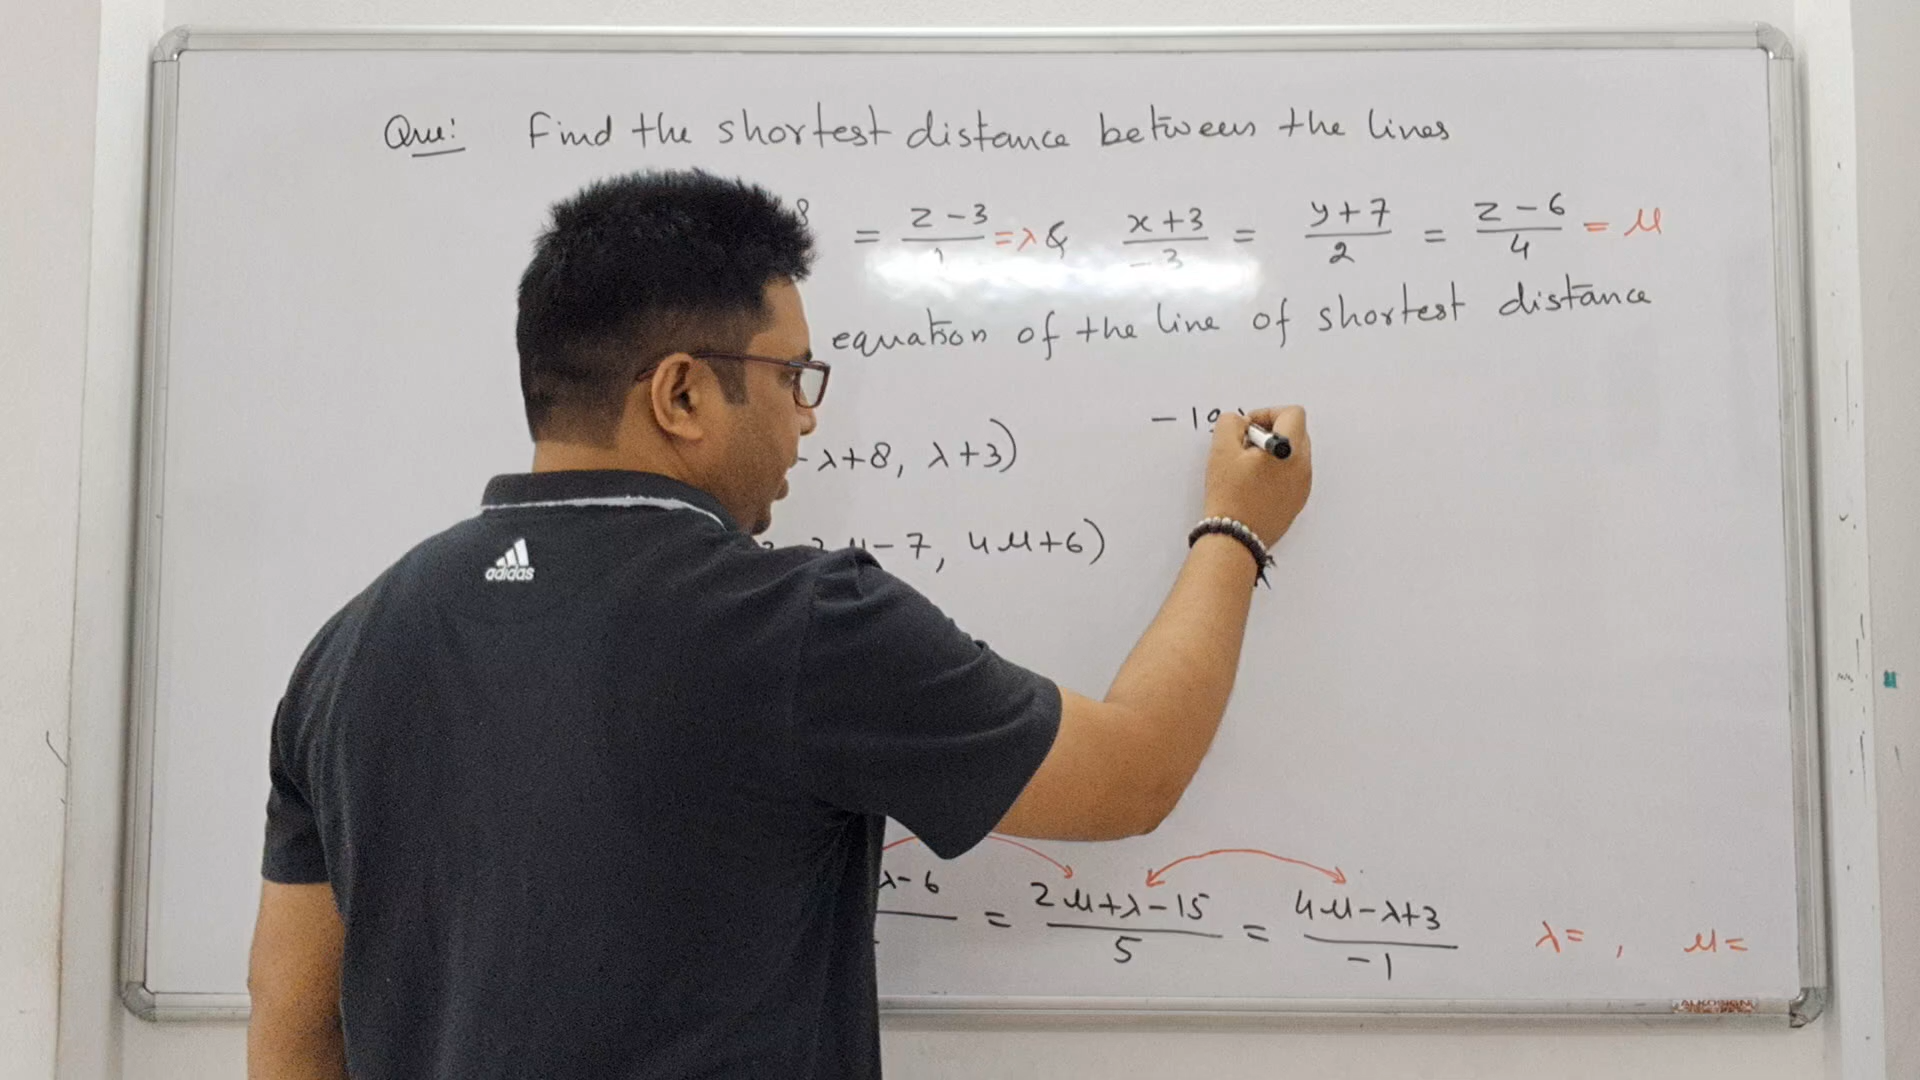 Que: Find the shortest distance between the lines
8 = z-3/1 = λ & x+3/-3 = y+7/2 = z-6/4 = μ
equation of the line of shortest distance
-λ+8, λ+3)
-19
μ-7, 4μ+6)
adidas
λ-6 = 2μ+λ-15/5 = 4μ-λ+3/-1 λ= , μ=